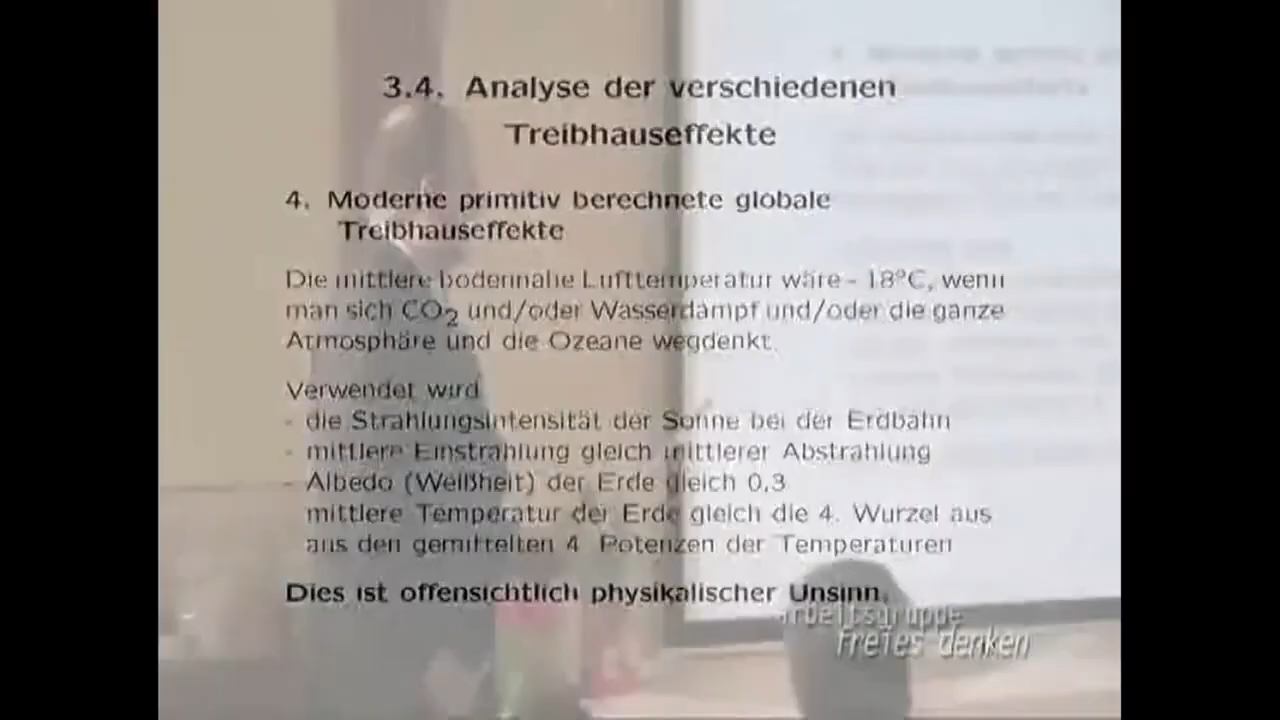 3.4. Analyse der verschiedenen
Treibhauseffekte
4. Moderne primitiv berechnete globale
Treibhauseffekte
Die mittlere bodennahe Lufttemperatur wäre - 18°C, wenn
man sich CO₂ und/oder Wasserdampf und/oder die ganze
Atmosphäre und die Ozeane wegdenkt.
Verwendet wird
- die Strahlungsintensität der Sonne bei der Erdbahn
- mittlere Einstrahlung gleich mittlerer Abstrahlung
- Albedo (Weißheit) der Erde gleich 0,3
mittlere Temperatur der Erde gleich die 4. Wurzel aus
aus den gemittelten 4. Potenzen der Temperaturen
Dies ist offensichtlich physikalischer Unsinn.
arbeitsgruppe
freies denken